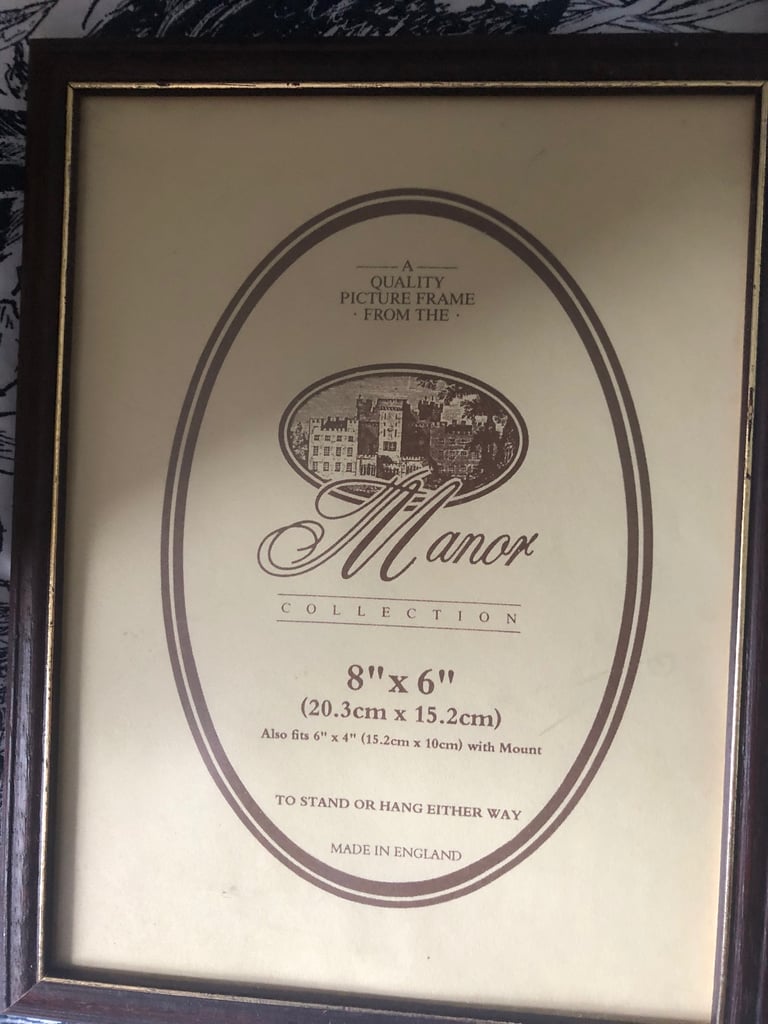 A
QUALITY
PICTURE FRAME
· FROM THE ·
Manor
COLLECTION
8" x 6"
(20.3cm x 15.2cm)
Also fits 6" x 4" (15.2cm x 10cm) with Mount
TO STAND OR HANG EITHER WAY
MADE IN ENGLAND